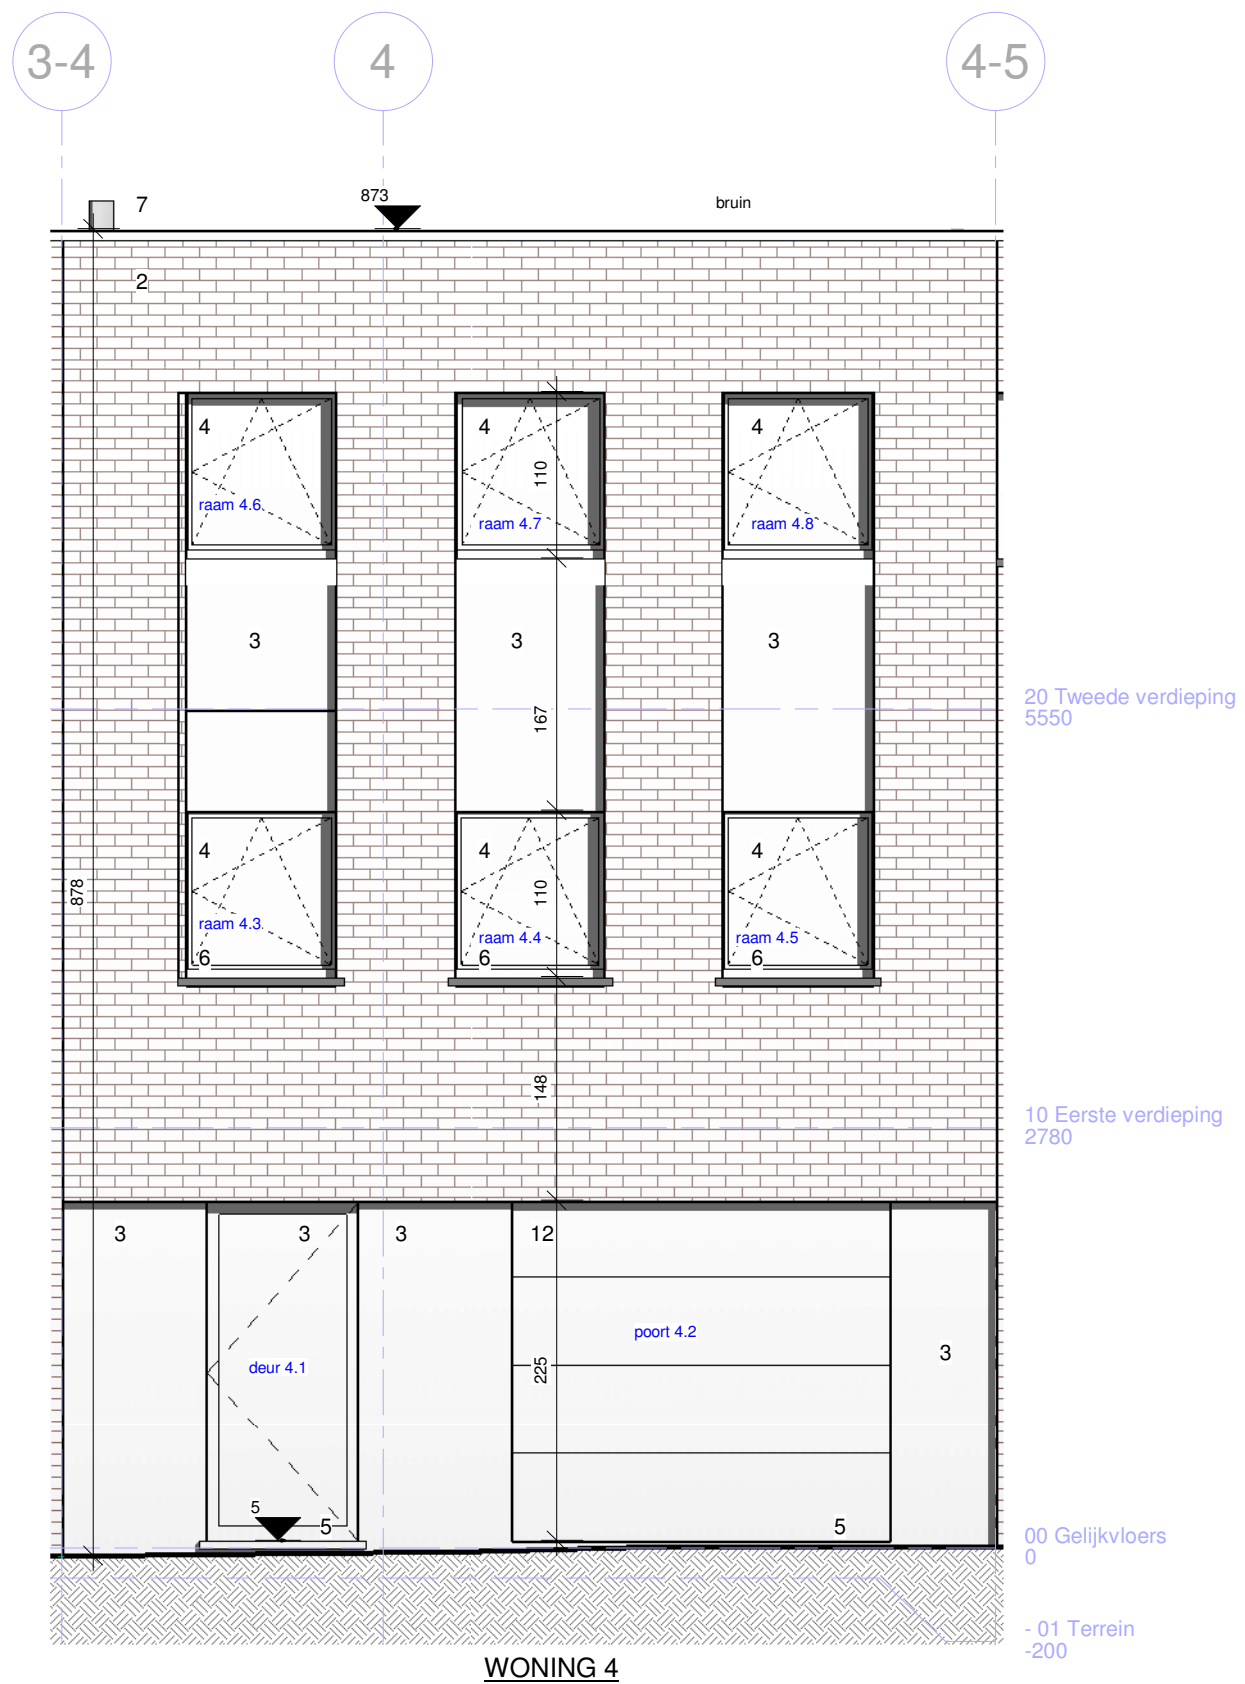 3-4
4
4-5
7
873
bruin
2
4
4
4
110
raam 4.6
raam 4.7
raam 4.8
3
3
3
20 Tweede verdieping
5550
167
4
4
4
878
110
raam 4.3
raam 4.4
raam 4.5
6
6
6
148
10 Eerste verdieping
2780
3
3
3
12
poort 4.2
3
deur 4.1
225
5
5
5
00 Gelijkvloers
0
- 01 Terrein
-200
WONING 4